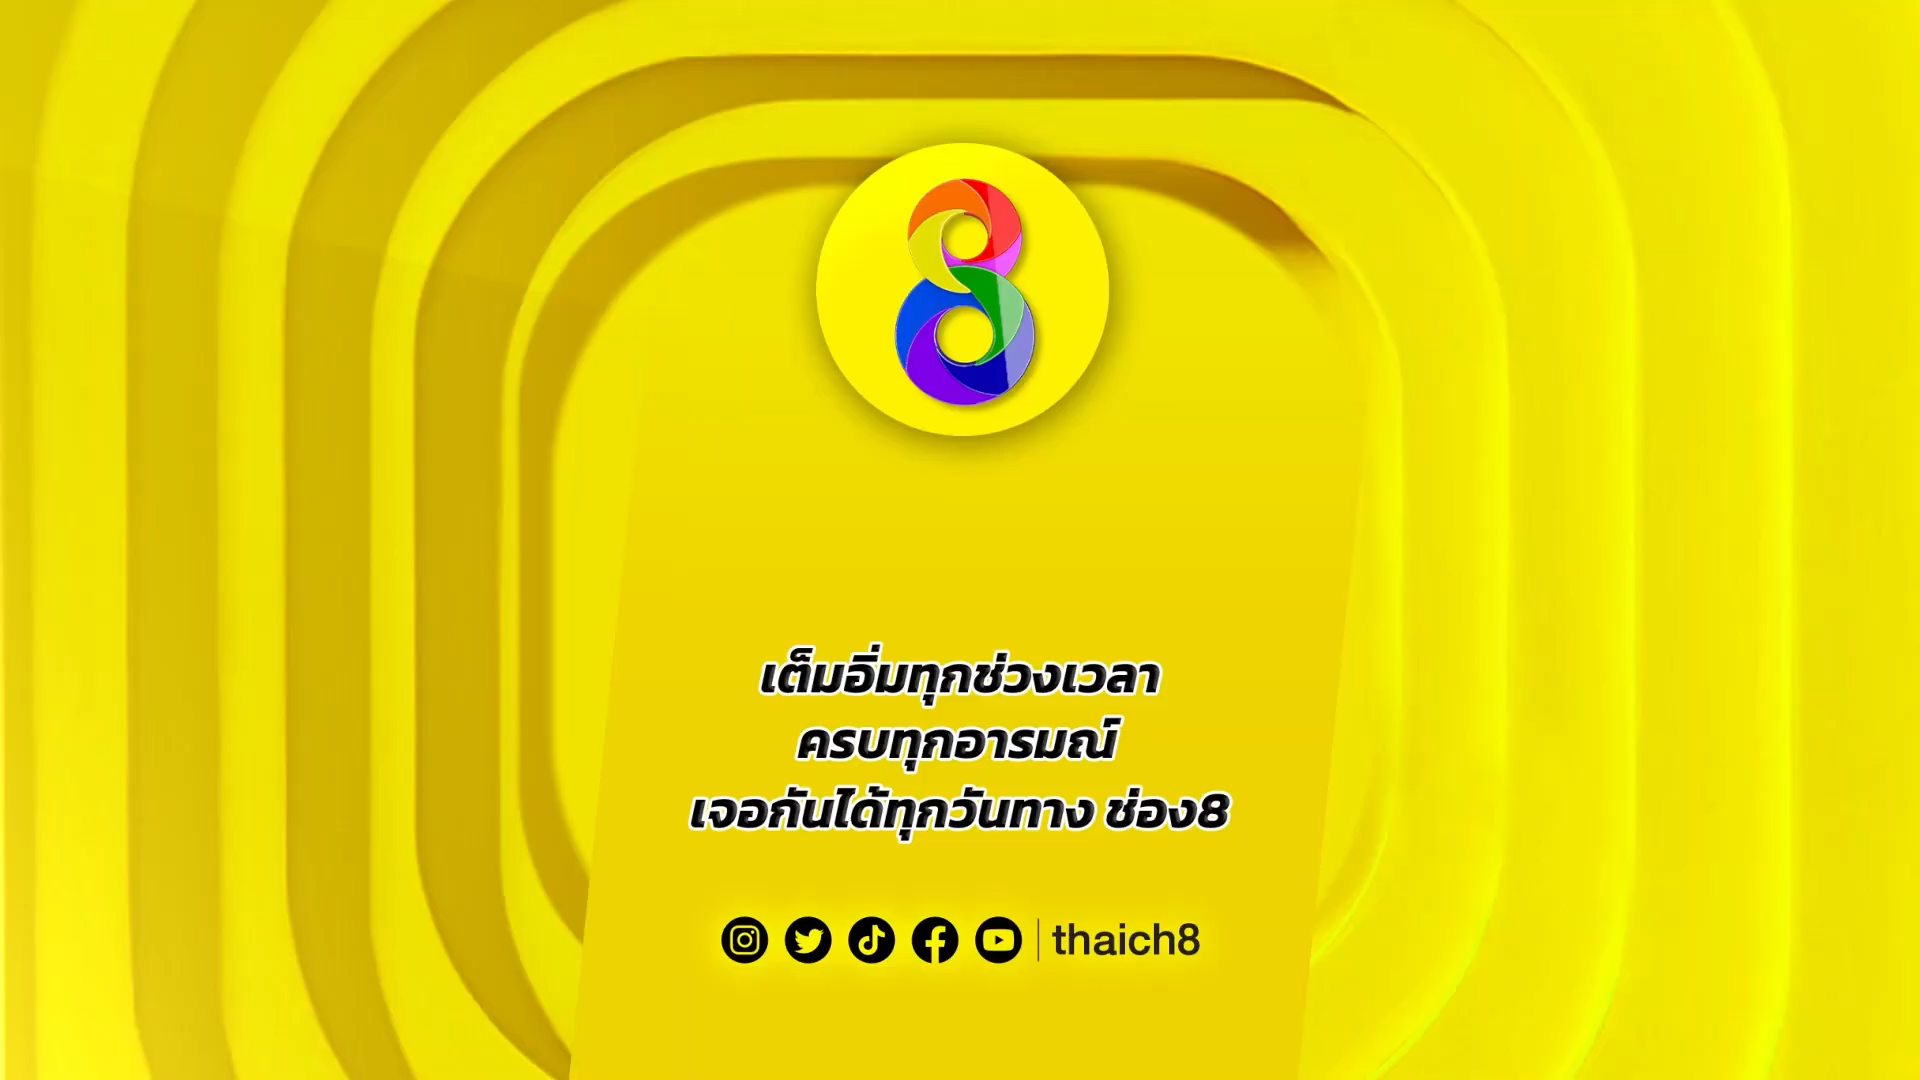 8
เต็มอิ่มทุกช่วงเวลา
ครบทุกอารมณ์
เจอกันได้ทุกวันทาง ช่อง8
thaich8